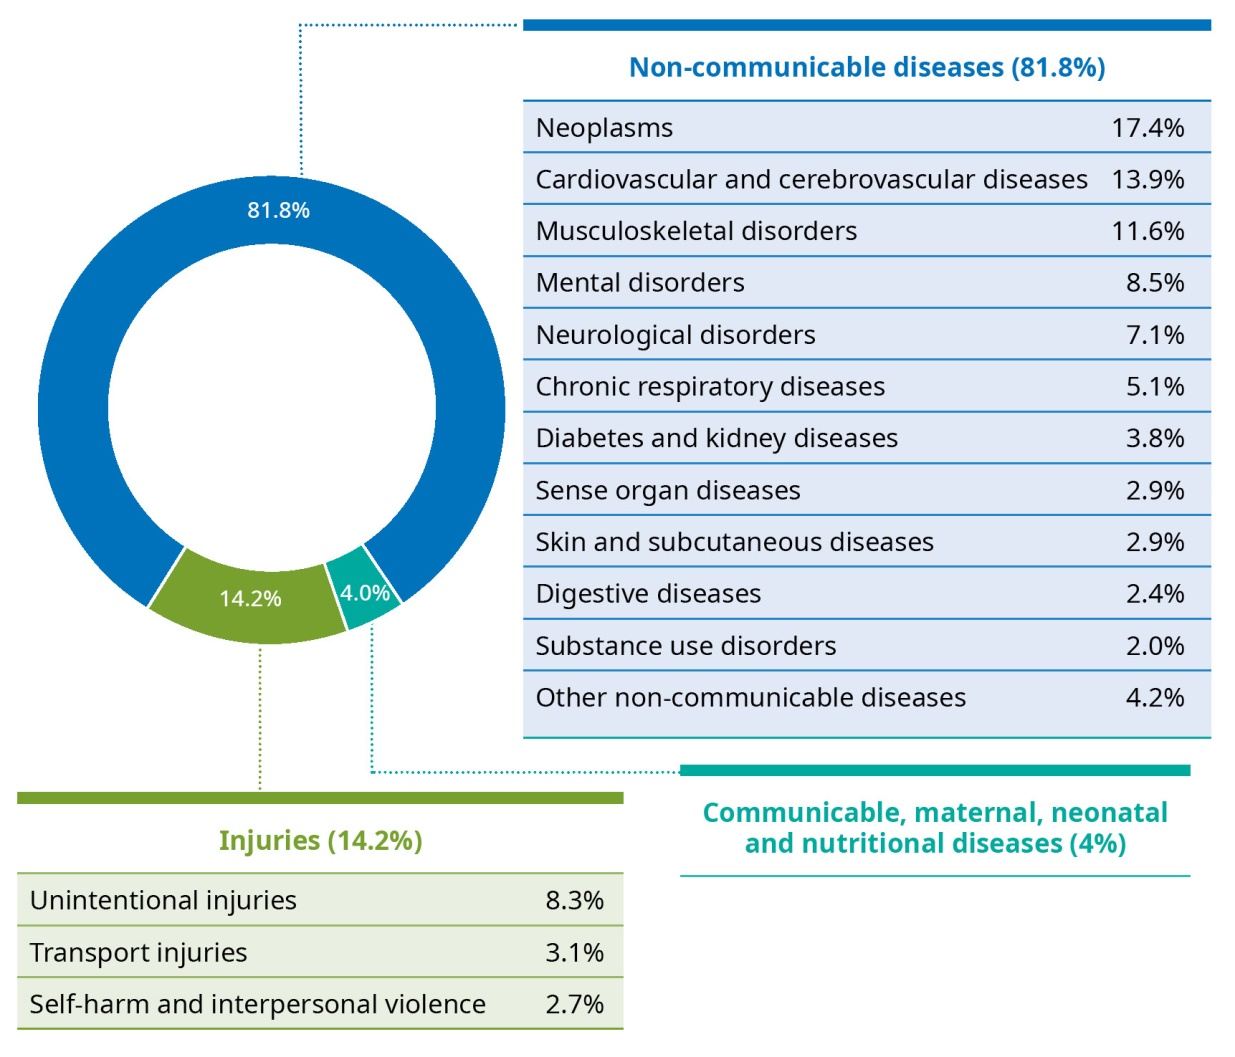 Non-communicable diseases (81.8%)
Neoplasms 17.4%
Cardiovascular and cerebrovascular diseases 13.9%
Musculoskeletal disorders 11.6%
Mental disorders 8.5%
Neurological disorders 7.1%
Chronic respiratory diseases 5.1%
Diabetes and kidney diseases 3.8%
Sense organ diseases 2.9%
Skin and subcutaneous diseases 2.9%
Digestive diseases 2.4%
Substance use disorders 2.0%
Other non-communicable diseases 4.2%
81.8%
14.2%
4.0%
Communicable, maternal, neonatal
and nutritional diseases (4%)
Injuries (14.2%)
Unintentional injuries 8.3%
Transport injuries 3.1%
Self-harm and interpersonal violence 2.7%